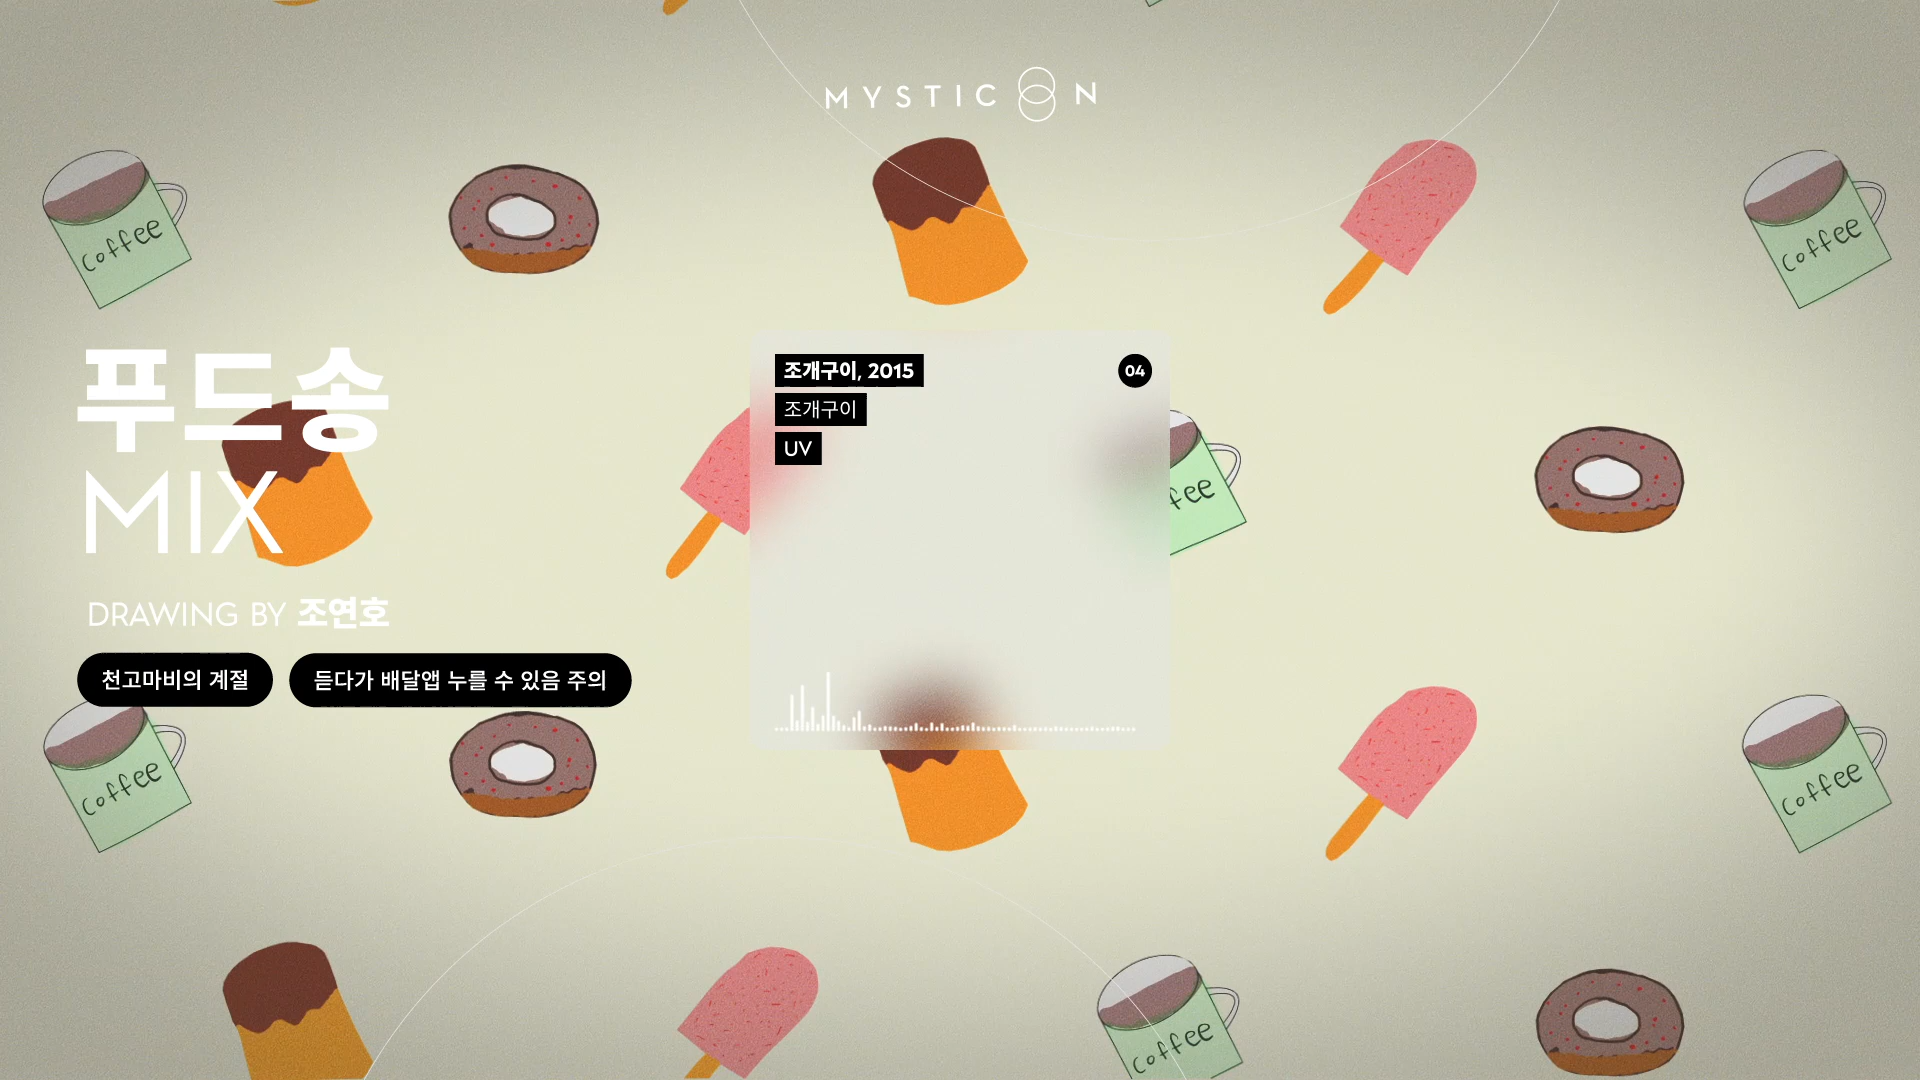 MYSTIC N
Coffee
Coffee
푸드송
MIX
DRAWING BY 조연호
천고마비의 계절
듣다가 배달앱 누를 수 있음 주의
조개구이, 2015
04
조개구이
UV
fee
Coffee
Coffee
Coffee